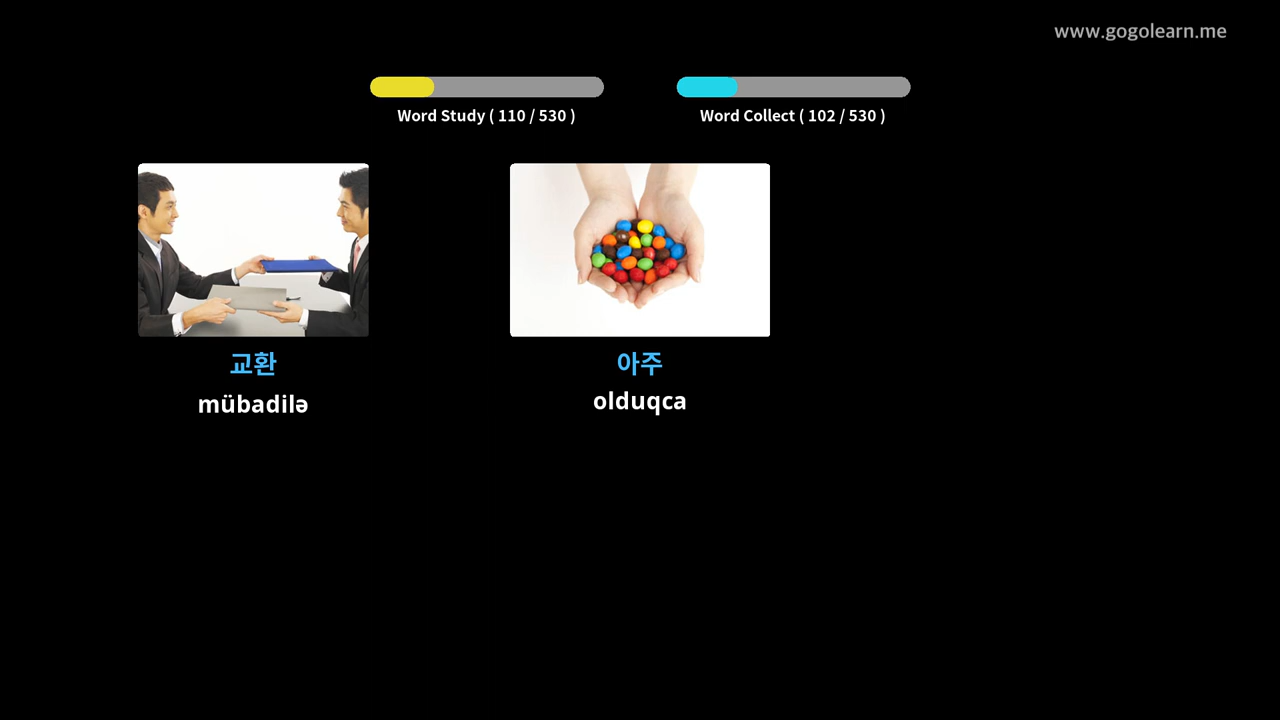 www.gogolearn.me
Word Study ( 110 / 530 )
Word Collect ( 102 / 530 )
교환
mübadilə
아주
olduqca